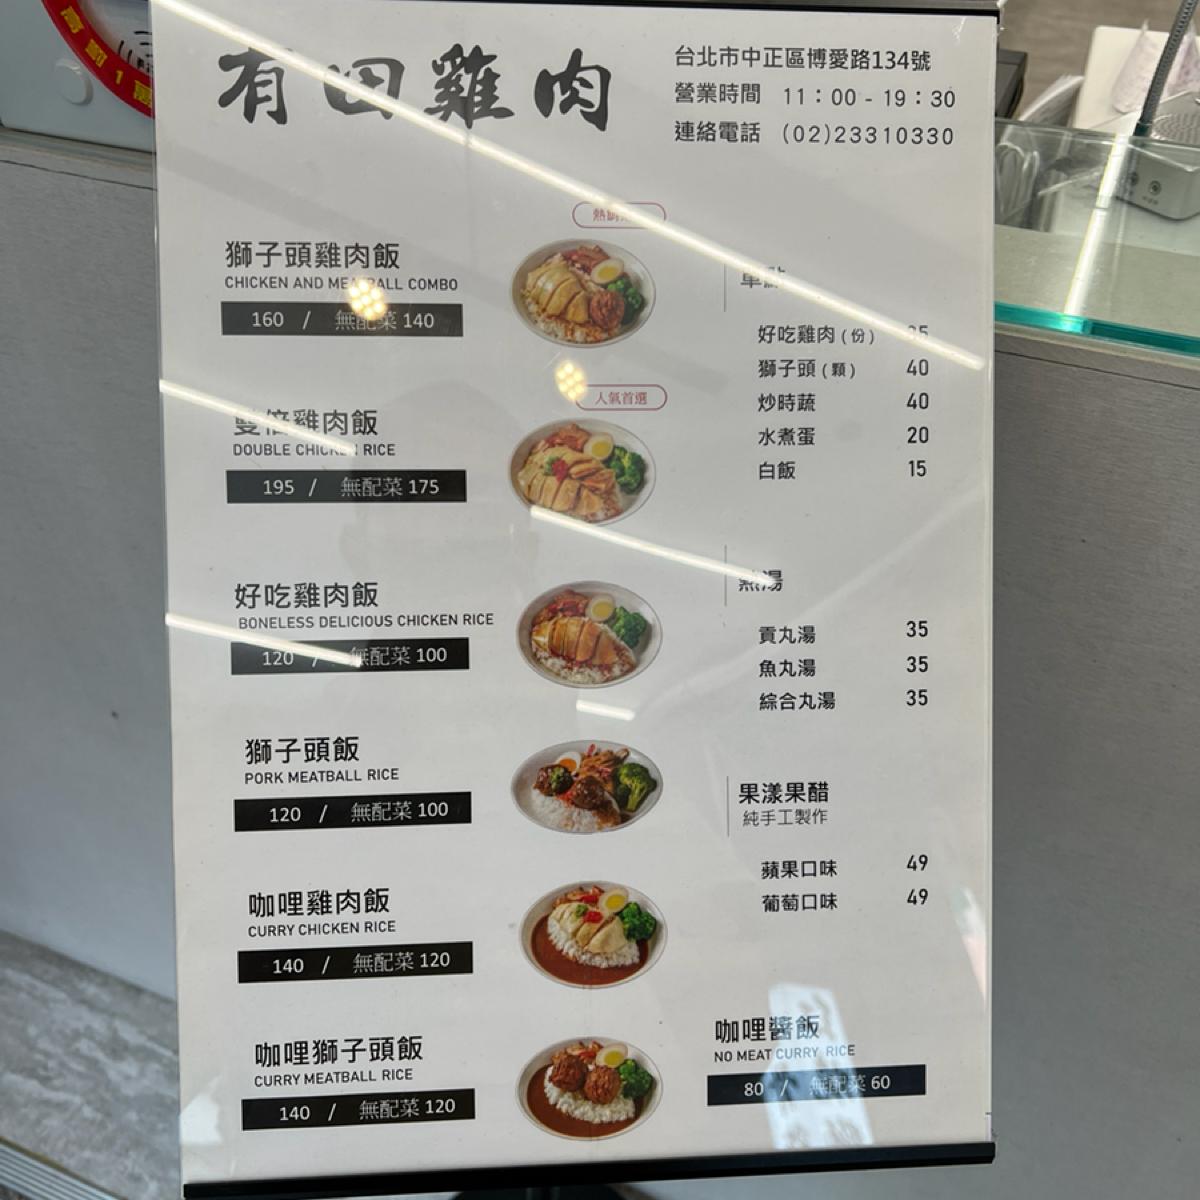 有田雞肉
台北市中正區博愛路134號
營業時間 11：00 - 19：30
連絡電話 (02)23310330
獅子頭雞肉飯
CHICKEN AND MEATBALL COMBO
160 / 無配菜 140
人氣首選
雙倍雞肉飯
DOUBLE CHICKEN RICE
195 / 無配菜 175
好吃雞肉飯
BONELESS DELICIOUS CHICKEN RICE
120 / 無配菜 100
獅子頭飯
PORK MEATBALL RICE
120 / 無配菜 100
咖哩雞肉飯
CURRY CHICKEN RICE
140 / 無配菜 120
咖哩獅子頭飯
CURRY MEATBALL RICE
140 / 無配菜 120
單點
好吃雞肉 ( 份 )
獅子頭 ( 顆 ) 40
炒時蔬 40
水煮蛋 20
白飯 15
熱湯
貢丸湯 35
魚丸湯 35
綜合丸湯 35
果漾果醋
純手工製作
蘋果口味 49
葡萄口味 49
咖哩醬飯
NO MEAT CURRY RICE
80 / 無配菜 60